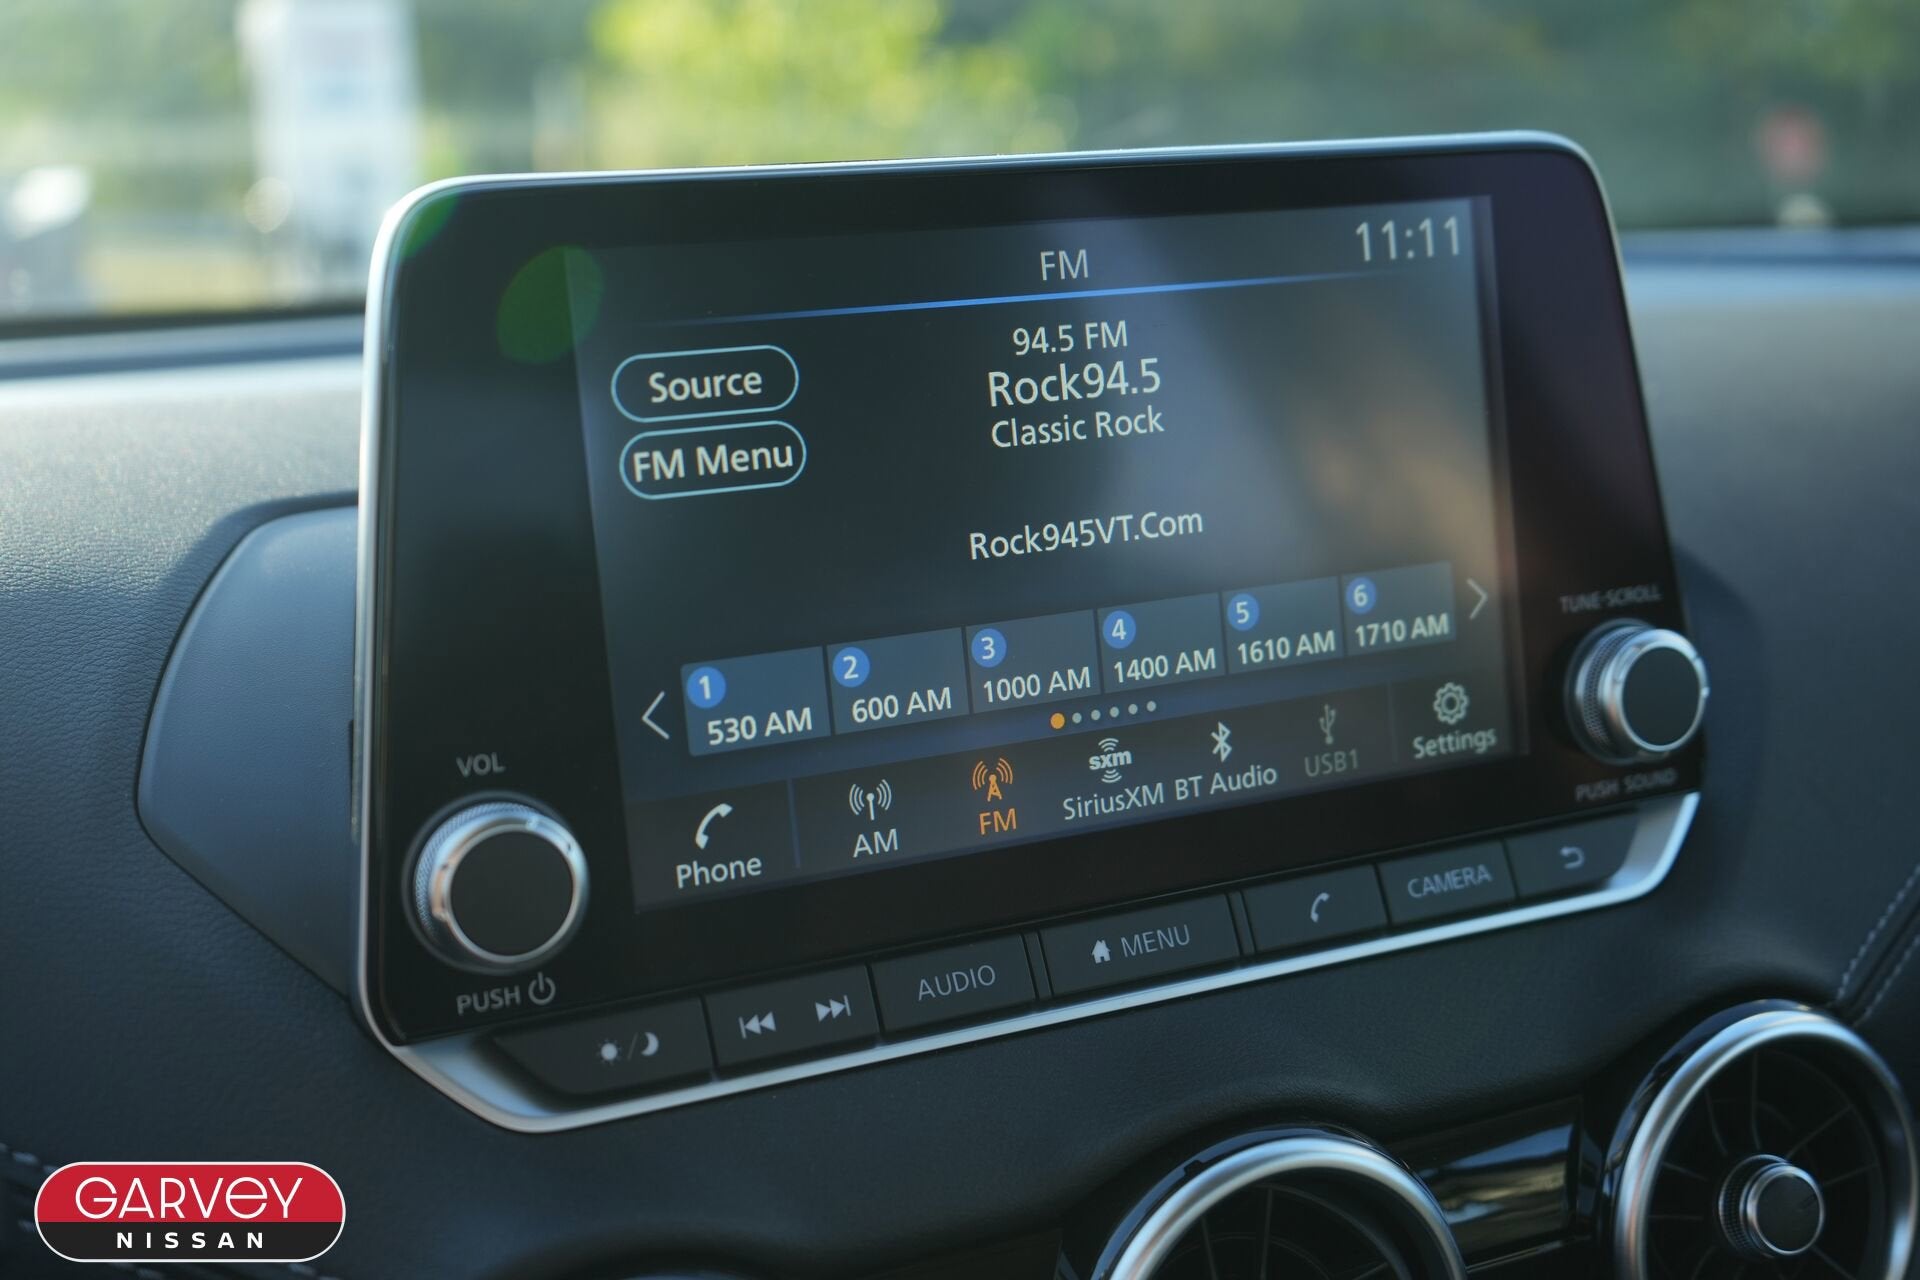 FM
11:11
94.5 FM
Rock94.5
Classic Rock
Source
FM Menu
Rock945VT.Com
1 530 AM
2 600 AM
3 1000 AM
4 1400 AM
5 1610 AM
6 1710 AM
Phone
AM
FM
sxm
SiriusXM
BT Audio
USB1
Settings
VOL
PUSH
TUNE·SCROLL
PUSH SOUND
AUDIO
MENU
CAMERA
GARVEY
NISSAN